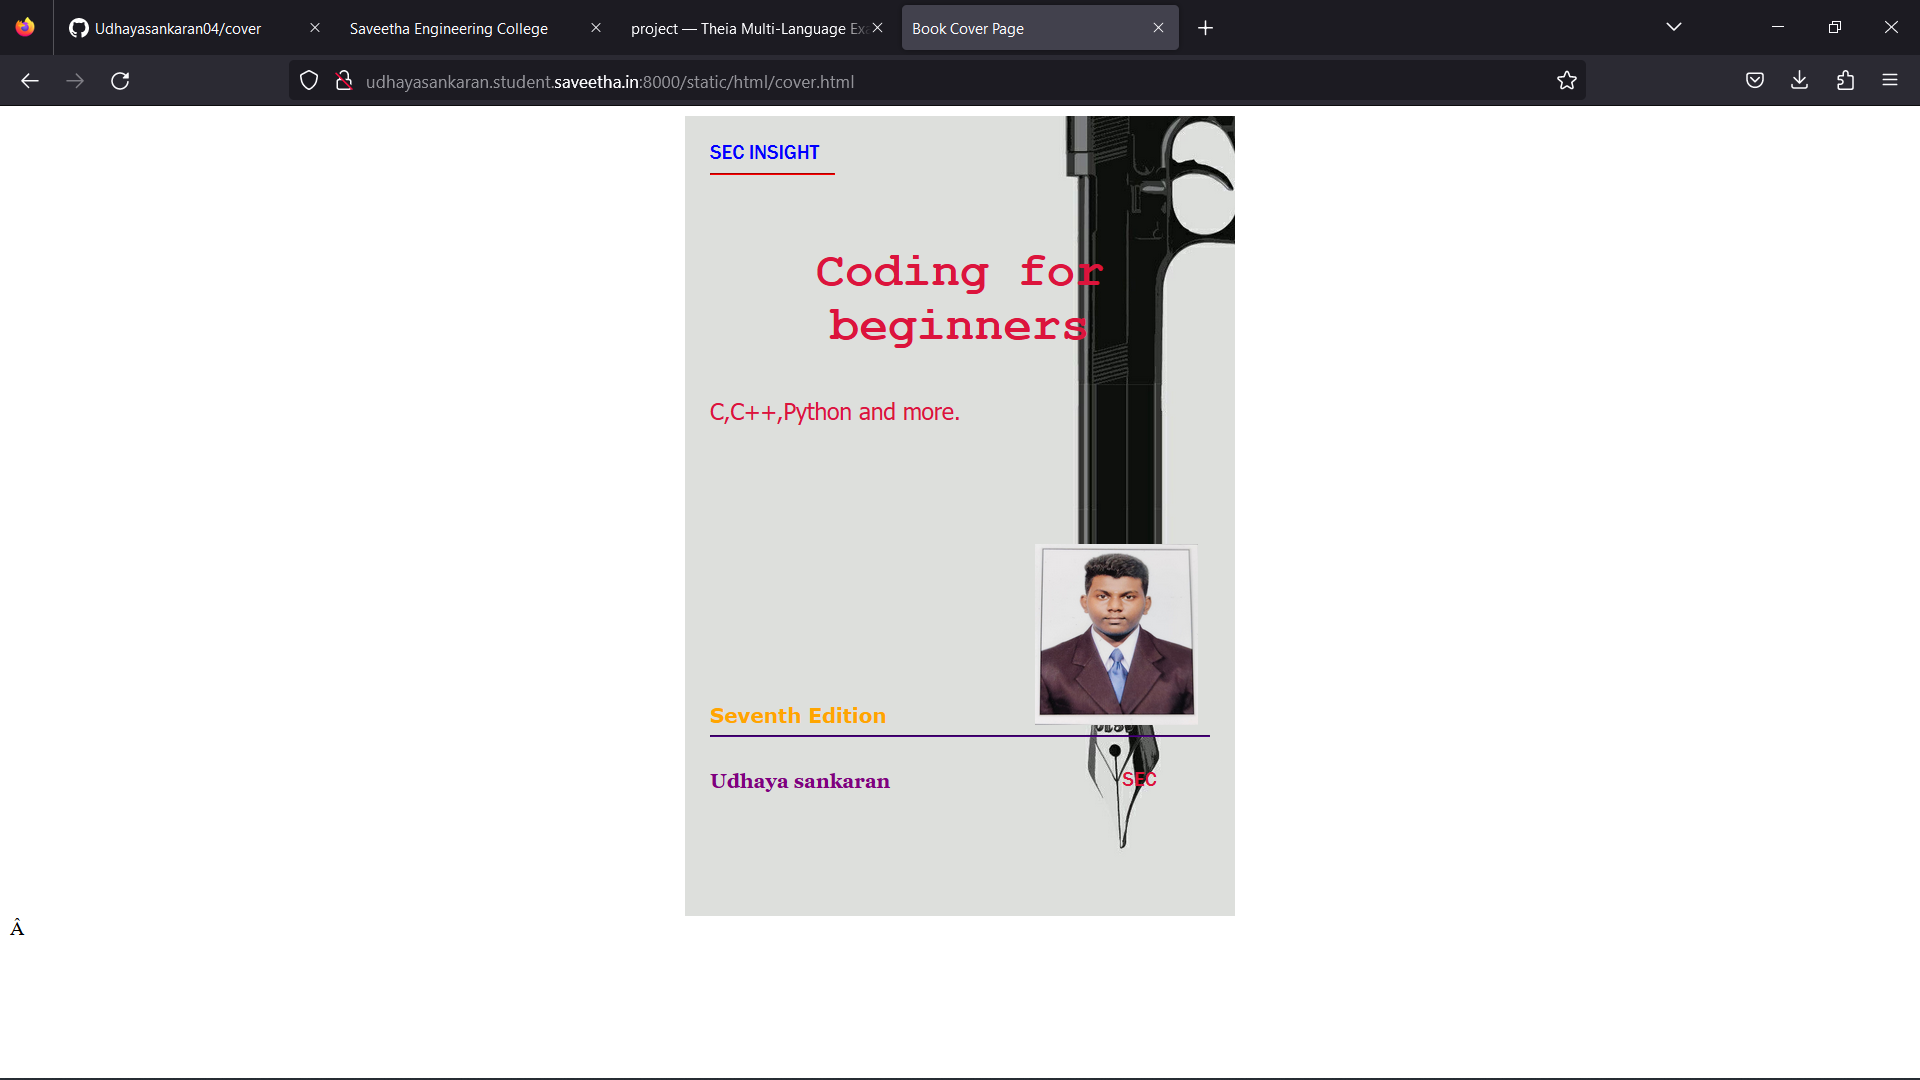 Udhayasankaran04/cover
Saveetha Engineering College
project — Theia Multi-Language Exa
Book Cover Page
udhayasankaran.student.saveetha.in:8000/static/html/cover.html
SEC INSIGHT
Coding for
beginners
C,C++,Python and more.
Seventh Edition
Udhaya sankaran
SEC
Â